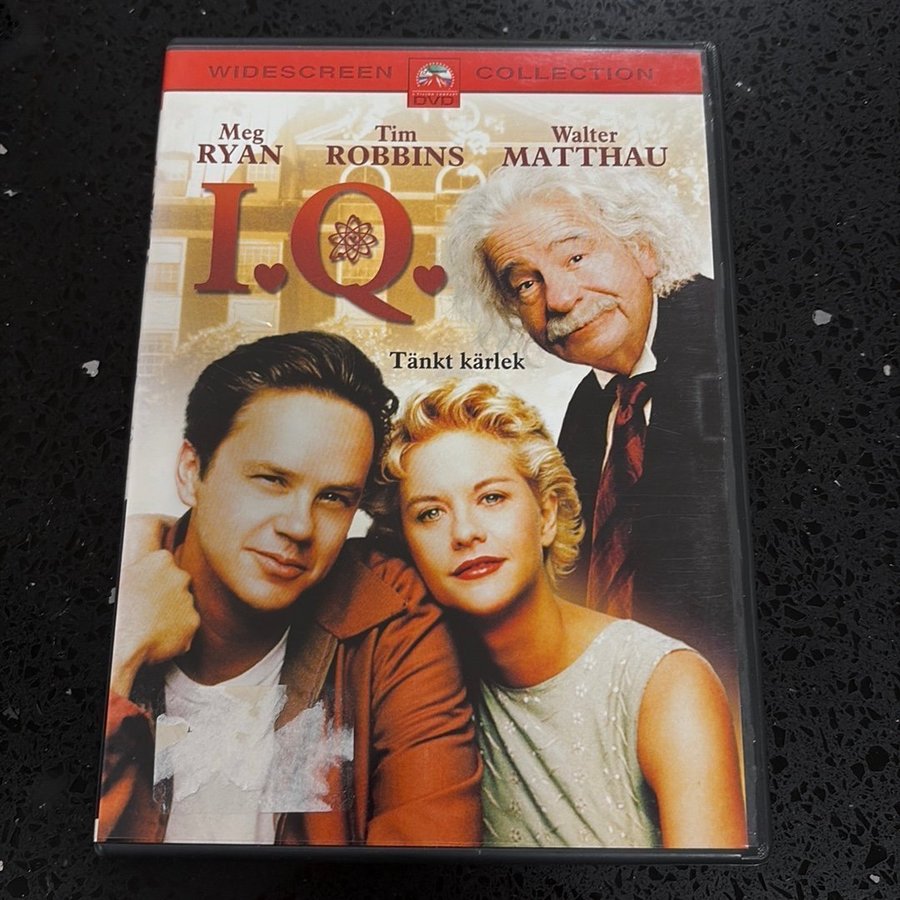 WIDESCREEN COLLECTION
DVD
Meg Tim Walter
RYAN ROBBINS MATTHAU
I.Q.
Tänkt kärlek